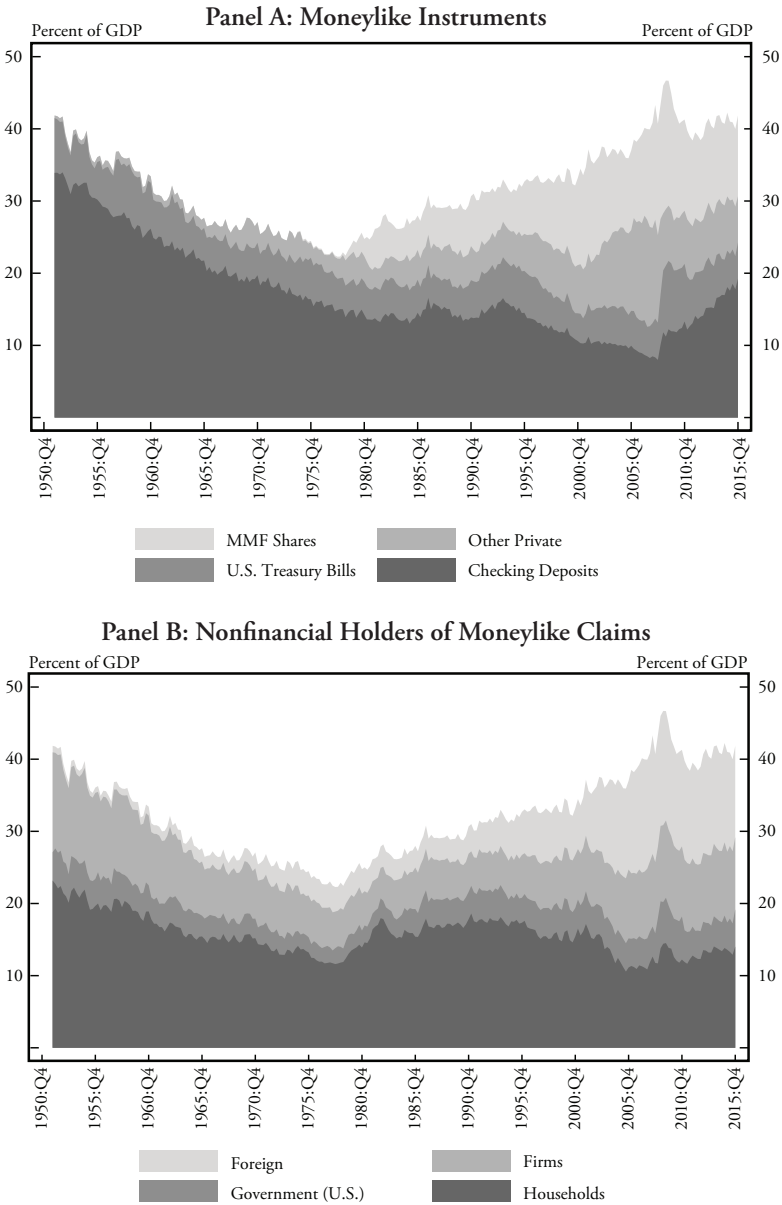 Panel A: Moneylike Instruments
Percent of GDP Percent of GDP
50 50
40 40
30 30
20 20
10 10
1950:Q4 1955:Q4 1960:Q4 1965:Q4 1970:Q4 1975:Q4 1980:Q4 1985:Q4 1990:Q4 1995:Q4 2000:Q4 2005:Q4 2010:Q4 2015:Q4
MMF Shares Other Private
U.S. Treasury Bills Checking Deposits
Panel B: Nonfinancial Holders of Moneylike Claims
Percent of GDP Percent of GDP
50 50
40 40
30 30
20 20
10 10
1950:Q4 1955:Q4 1960:Q4 1965:Q4 1970:Q4 1975:Q4 1980:Q4 1985:Q4 1990:Q4 1995:Q4 2000:Q4 2005:Q4 2010:Q4 2015:Q4
Foreign Firms
Government (U.S.) Households